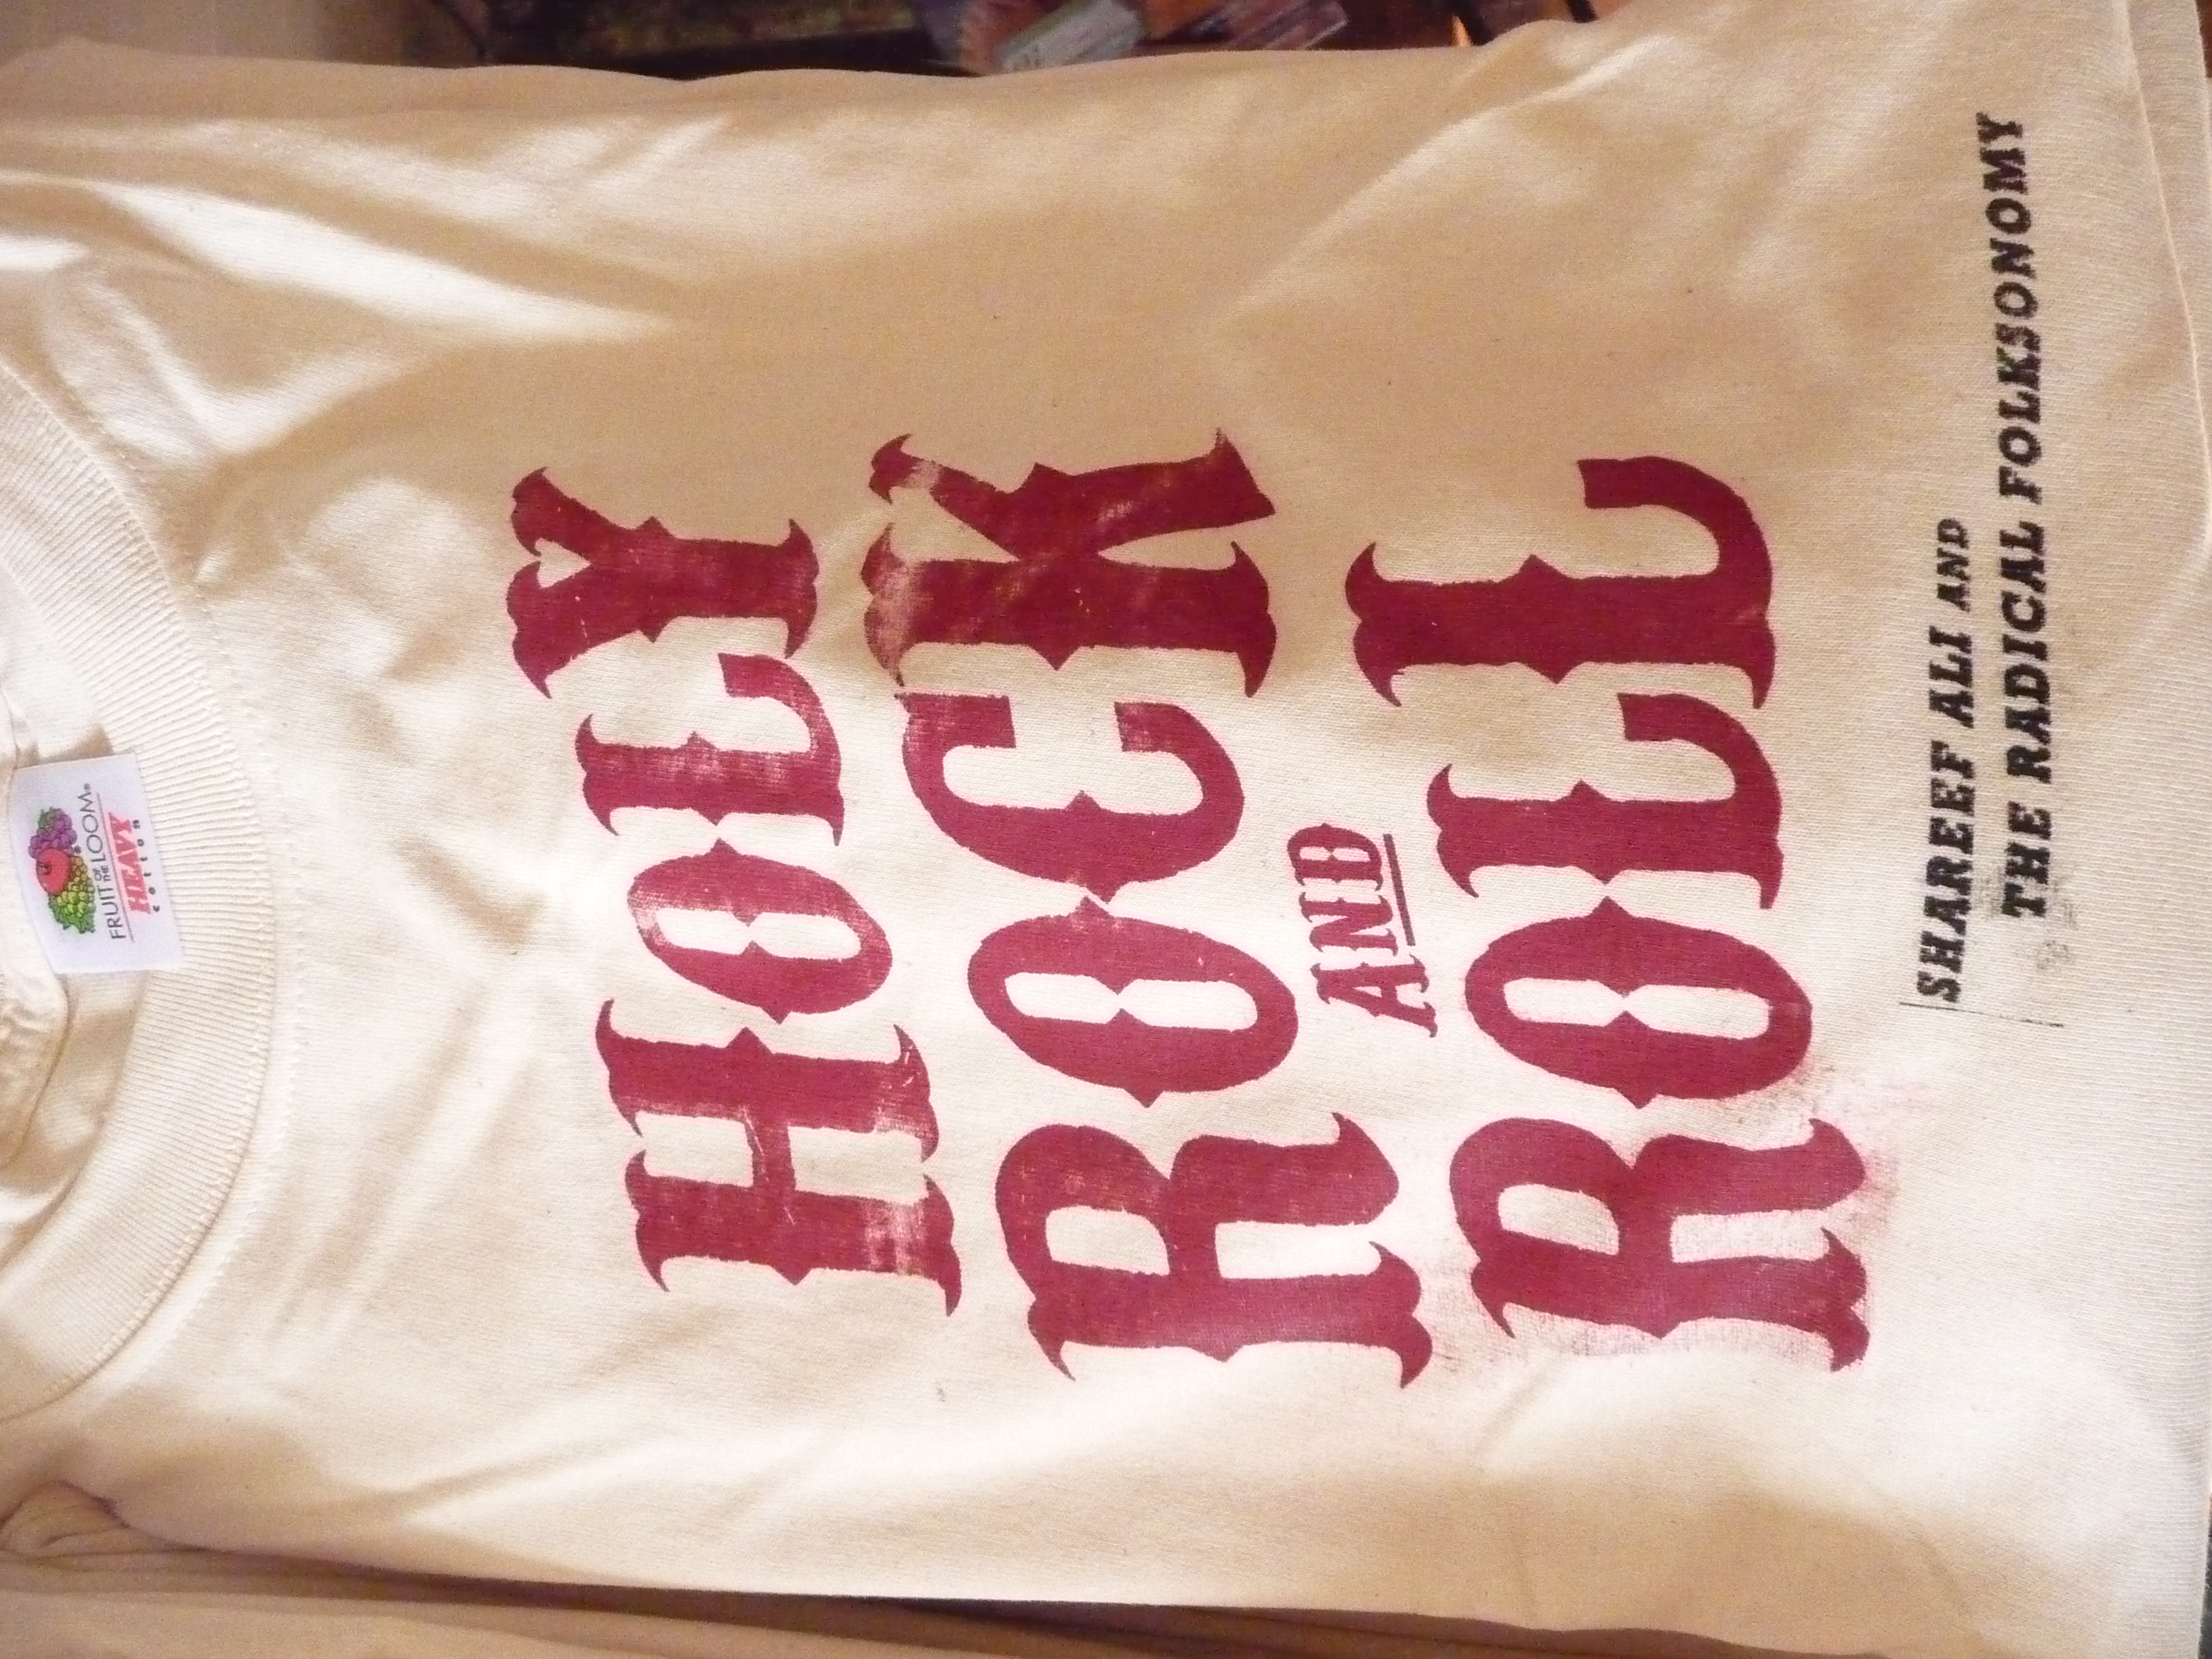 FRUIT OF THE LOOM®
HEAVY
cotton
HOLY
ROCK
AND
ROLL
SHAREEF ALI AND
THE RADICAL FOLKSONOMY